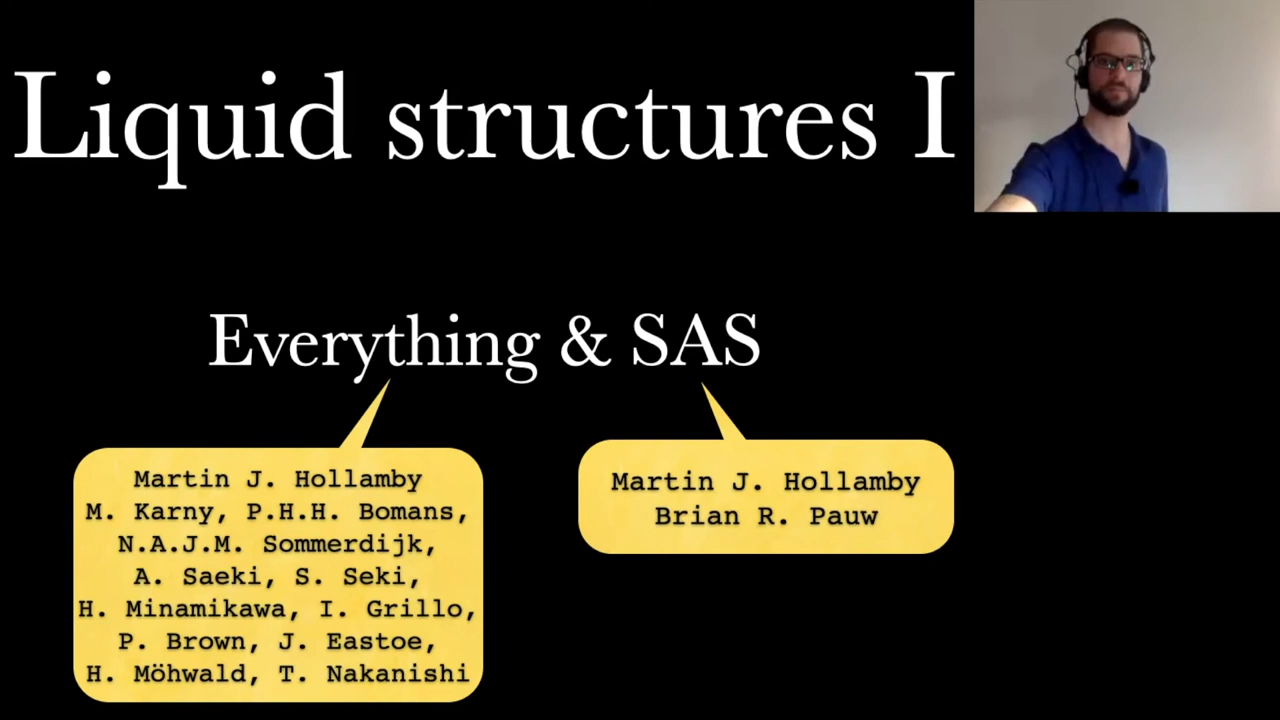 Liquid structures I
Everything & SAS
Martin J. Hollamby
M. Karny, P.H.H. Bomans,
N.A.J.M. Sommerdijk,
A. Saeki, S. Seki,
H. Minamikawa, I. Grillo,
P. Brown, J. Eastoe,
H. Möhwald, T. Nakanishi
Martin J. Hollamby
Brian R. Pauw